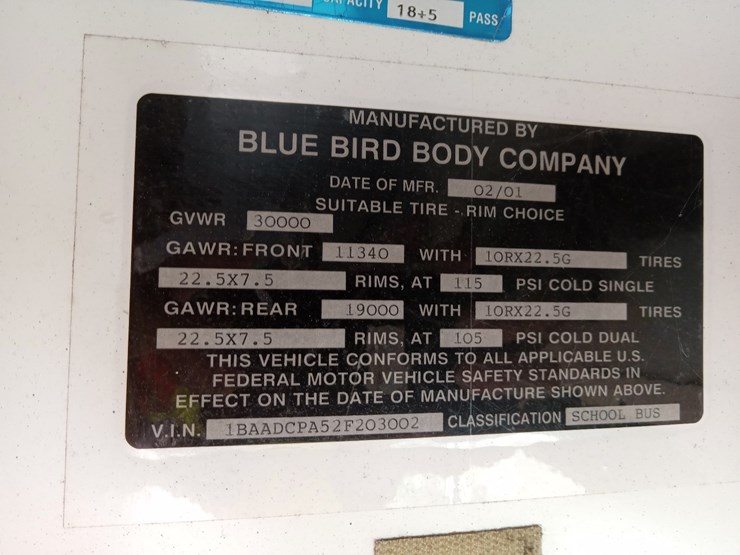 18+5 PASS
MANUFACTURED BY
BLUE BIRD BODY COMPANY
DATE OF MFR. 02/01
SUITABLE TIRE - RIM CHOICE
GVWR 30000
GAWR: FRONT 11340 WITH 10RX22.5G TIRES
22.5X7.5 RIMS, AT 115 PSI COLD SINGLE
GAWR: REAR 19000 WITH 10RX22.5G TIRES
22.5X7.5 RIMS, AT 105 PSI COLD DUAL
THIS VEHICLE CONFORMS TO ALL APPLICABLE U.S.
FEDERAL MOTOR VEHICLE SAFETY STANDARDS IN
EFFECT ON THE DATE OF MANUFACTURE SHOWN ABOVE.
V.I.N. 1BAADCPA52F203002 CLASSIFICATION SCHOOL BUS